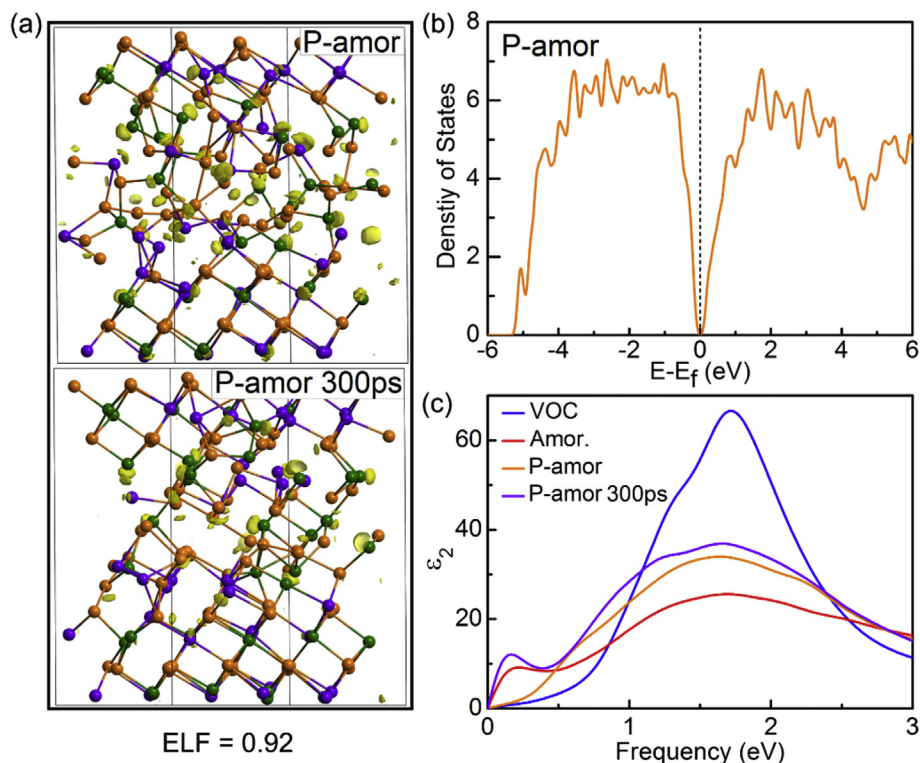 (a)
P-amor
P-amor 300ps
ELF = 0.92
(b)
P-amor
Denstiy of States
8
6
4
2
0
-6 -4 -2 0 2 4 6
E-Ef (eV)
(c)
VOC
Amor.
P-amor
P-amor 300ps
ε2
60
40
20
0
0 1 2 3
Frequency (eV)